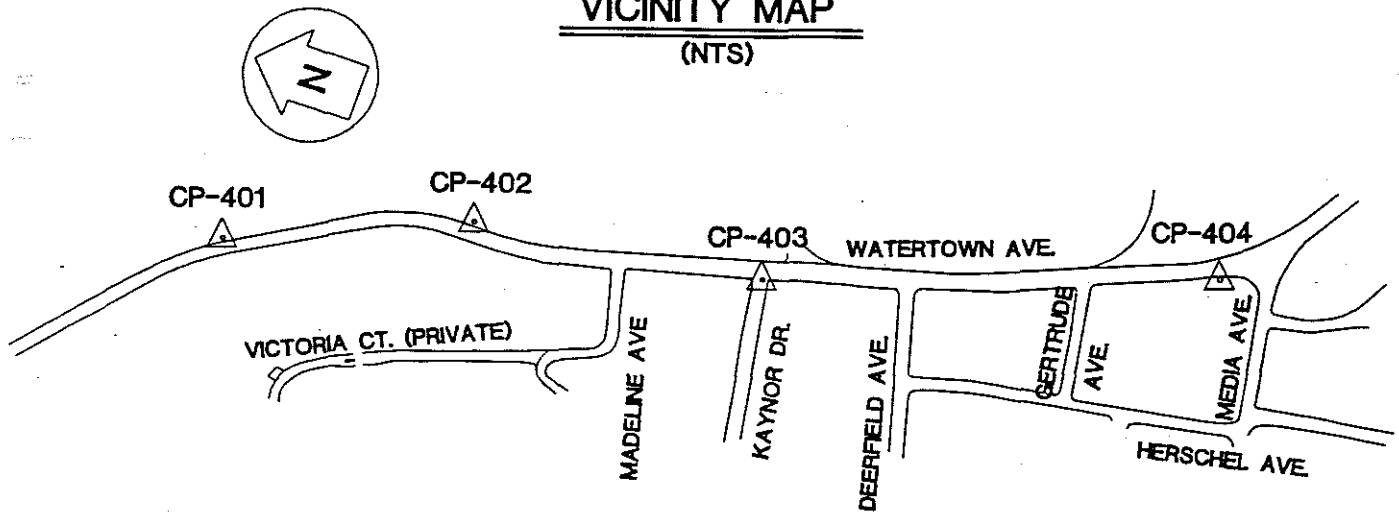 VICINITY MAP
(NTS)
N
CP-401
CP-402
CP-403
WATERTOWN AVE.
CP-404
VICTORIA CT. (PRIVATE)
MADELINE AVE
KAYNOR DR.
DEERFIELD AVE.
GERTRUDE
AVE.
MEDIA AVE.
HERSCHEL AVE.